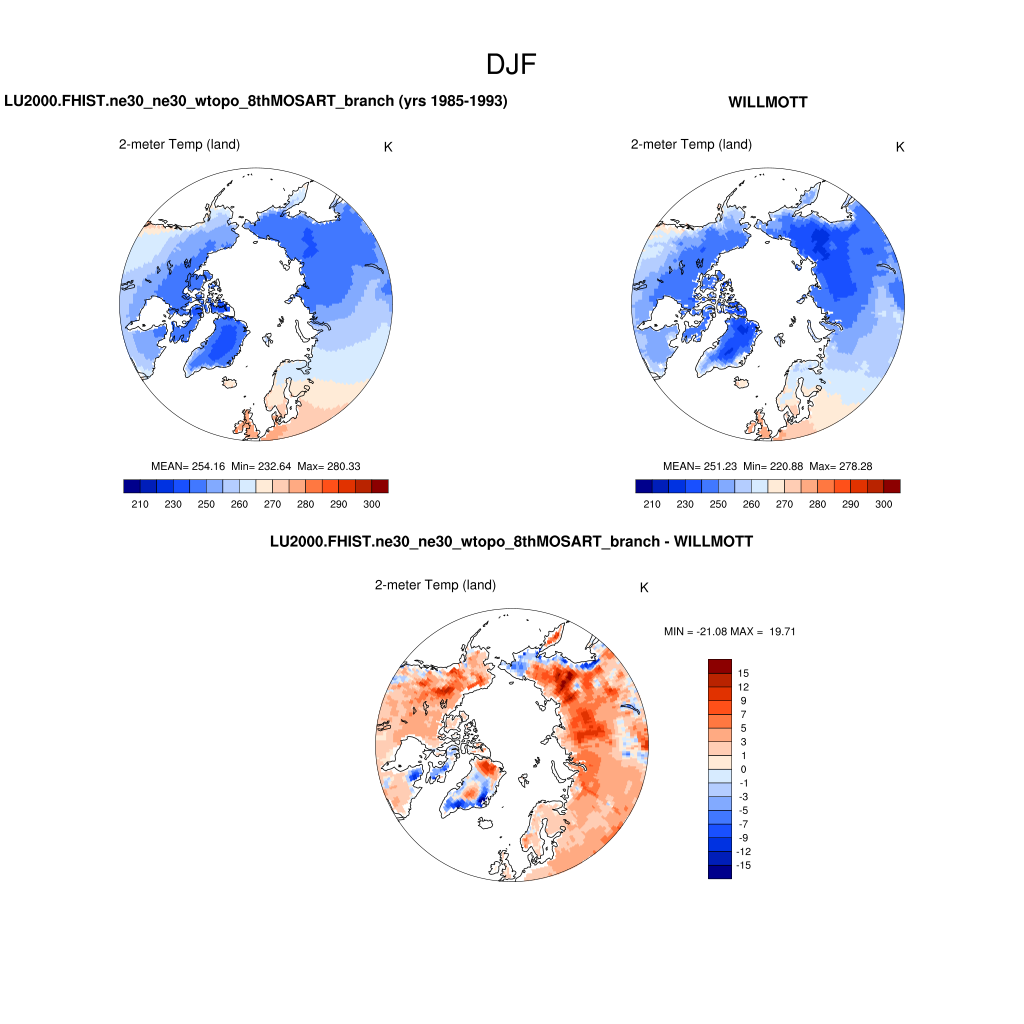 DJF
LU2000.FHIST.ne30_ne30_wtopo_8thMOSART_branch (yrs 1985-1993)
WILLMOTT
2-meter Temp (land) K
2-meter Temp (land) K
MEAN= 254.16 Min= 232.64 Max= 280.33
MEAN= 251.23 Min= 220.88 Max= 278.28
210 230 250 260 270 280 290 300
210 230 250 260 270 280 290 300
LU2000.FHIST.ne30_ne30_wtopo_8thMOSART_branch - WILLMOTT
2-meter Temp (land) K
MIN = -21.08 MAX = 19.71
15
12
9
7
5
3
1
0
-1
-3
-5
-7
-9
-12
-15